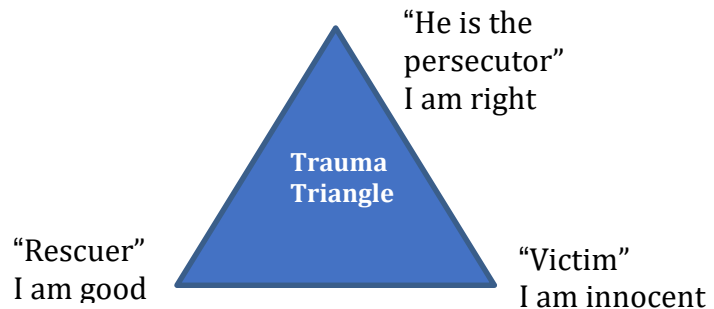 “He is the
persecutor”
I am right
Trauma
Triangle
“Rescuer”
I am good
“Victim”
I am innocent